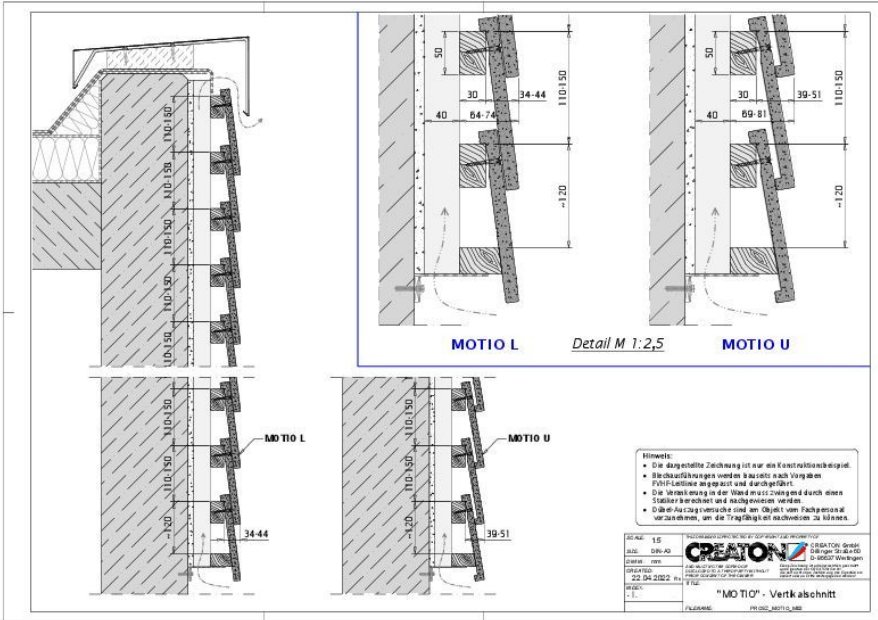 50
30
34-44
40
64-74
110-150
~120
50
30
39-51
40
69-81
110-150
~120
MOTIO L
Detail M 1:2,5
MOTIO U
110-150
110-150
110-150
110-150
110-150
110-150
110-150
~120
MOTIO L
34-44
110-150
110-150
~120
MOTIO U
39-51
Hinweis:
• Die dargestellte Zeichnung ist nur ein Konstruktionsbeispiel.
• Blechausführungen werden bauseits nach Vorgaben
FVHF-Leitlinie angepasst und durchgeführt.
• Die Verankerung in der Wand muss zwingend durch einen
Statiker berechnet und nachgewiesen werden.
• Dübel-Auszugsversuche sind am Objekt vom Fachpersonal
vorzunehmen, um die Tragfähigkeit nachweisen zu können.
SCALE: 1:5
SIZE: DIN-A3
DIM IN: mm
CREATED:
22.04.2022
INDEX:
- I.
CREATON
CREATON GmbH
Dillinger Straße 60
D-86637 Wertingen
TITLE:
"MOTIO" - Vertikalschnitt
FILENAME: